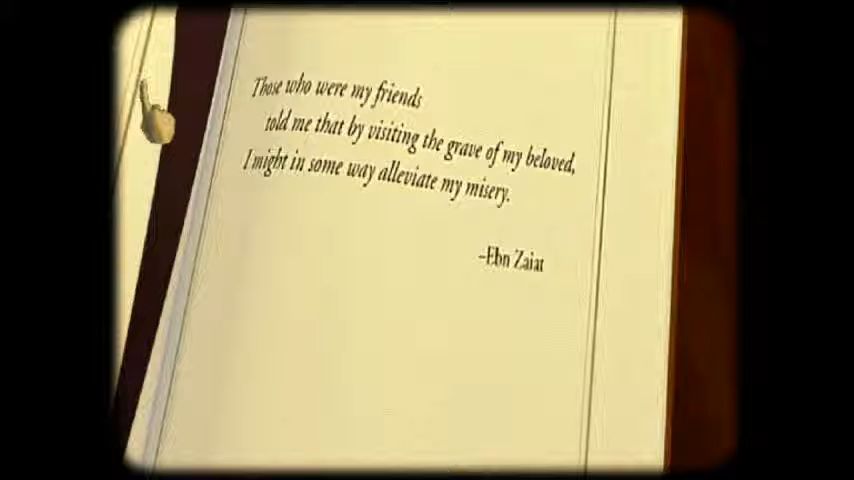 Those who were my friends
told me that by visiting the grave of my beloved,
I might in some way alleviate my misery.
-Ebn Zaiat